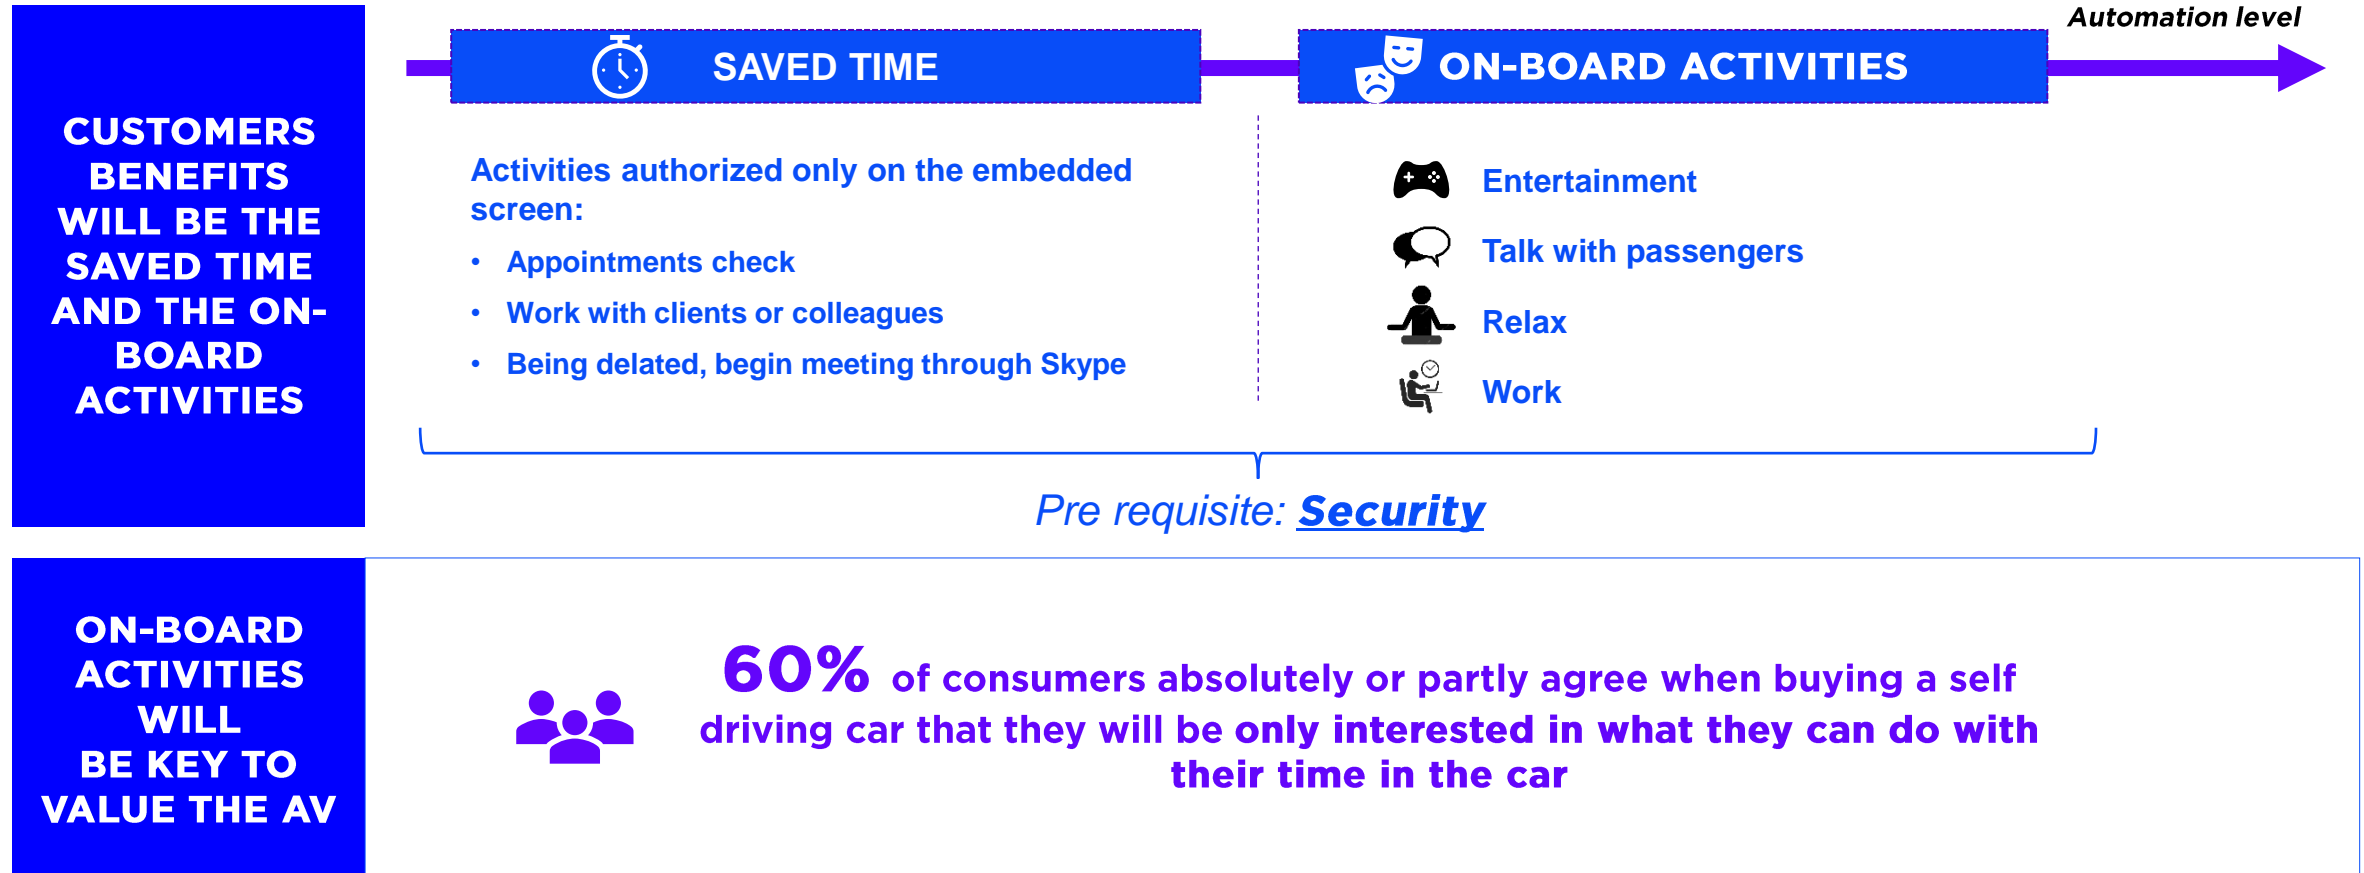 CUSTOMERS
BENEFITS
WILL BE THE
SAVED TIME
AND THE ON-
BOARD
ACTIVITIES
Automation level
SAVED TIME
ON-BOARD ACTIVITIES
Activities authorized only on the embedded
screen:
• Appointments check
• Work with clients or colleagues
• Being delated, begin meeting through Skype
Entertainment
Talk with passengers
Relax
Work
Pre requisite: Security
ON-BOARD
ACTIVITIES
WILL
BE KEY TO
VALUE THE AV
60% of consumers absolutely or partly agree when buying a self
driving car that they will be only interested in what they can do with
their time in the car